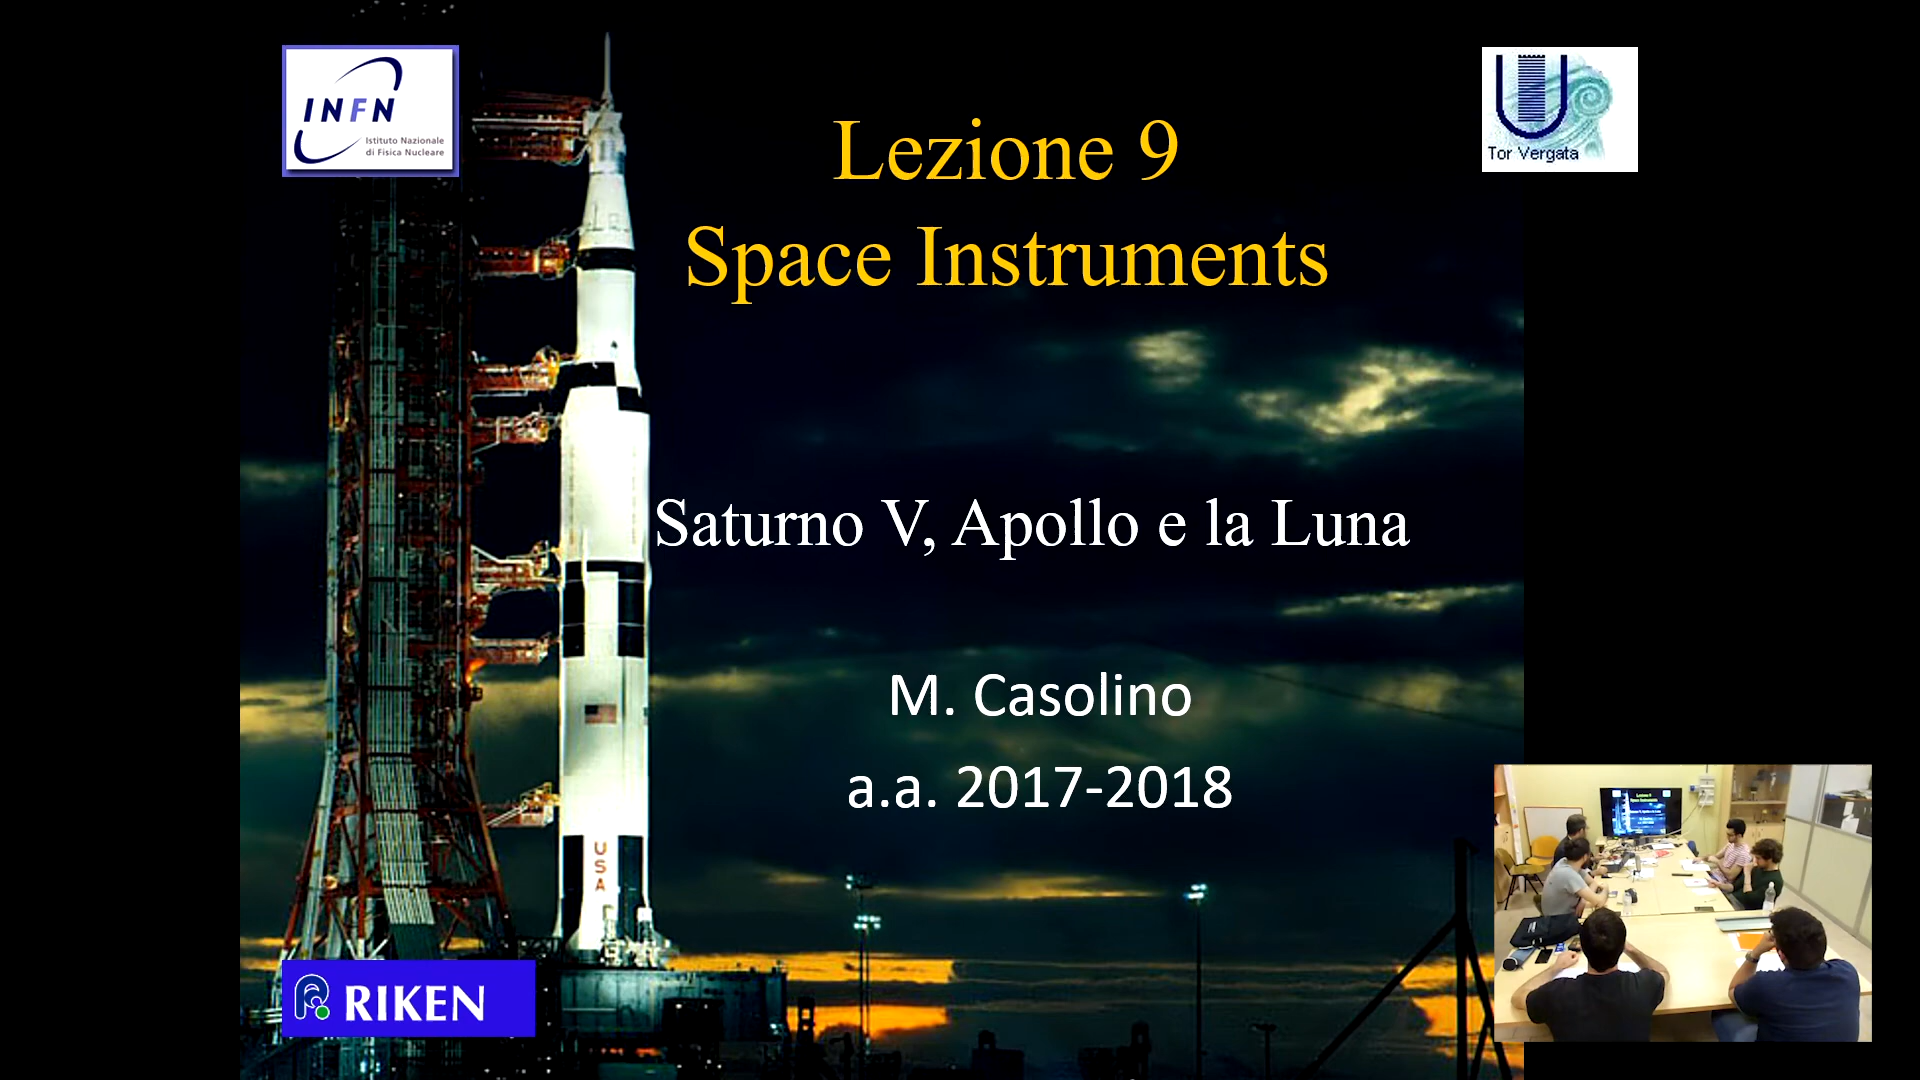 INFN
Istituto Nazionale
di Fisica Nucleare
Tor Vergata
Lezione 9
Space Instruments
Saturno V, Apollo e la Luna
M. Casolino
a.a. 2017-2018
USA
RIKEN